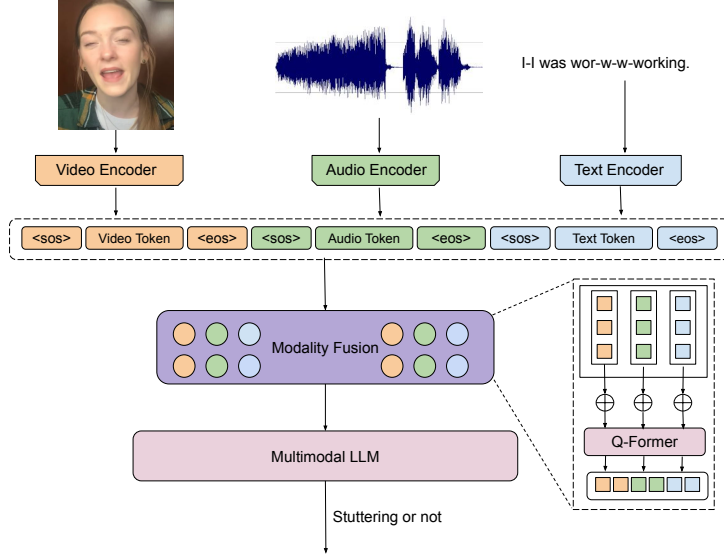 I-I was wor-w-w-working.
Video Encoder
Audio Encoder
Text Encoder
<sos> Video Token <eos> <sos> Audio Token <eos> <sos> Text Token <eos>
Modality Fusion
Q-Former
Multimodal LLM
Stuttering or not